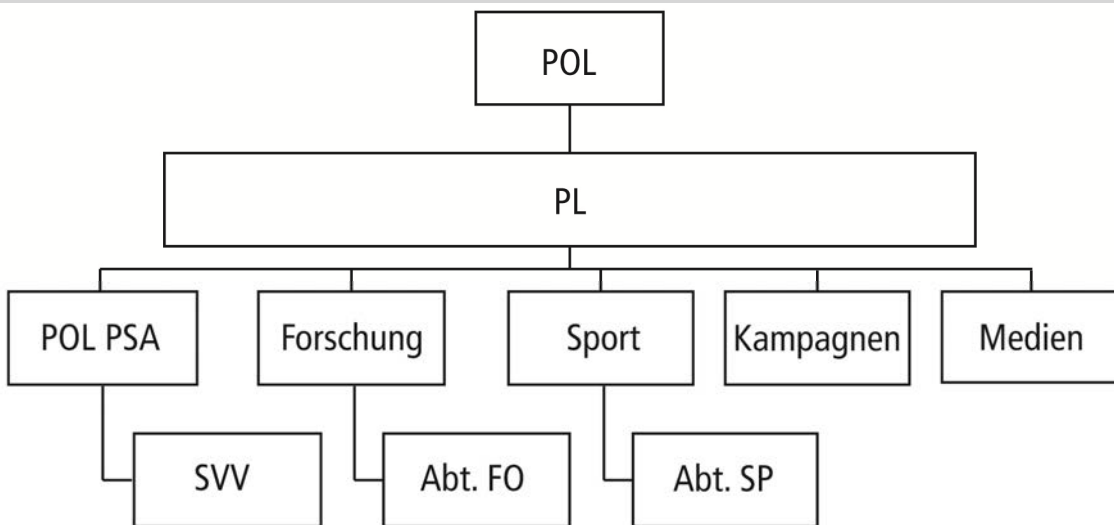 POL
PL
POL PSA
Forschung
Sport
Kampagnen
Medien
SVV
Abt. FO
Abt. SP